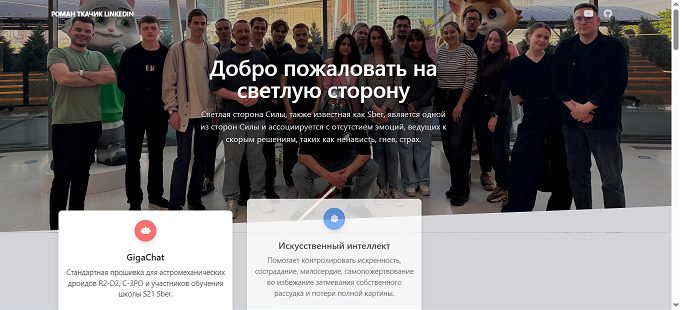 РОМАН ТКАЧИК LINKEDIN
Добро пожаловать на
светлую сторону
Светлая сторона Силы, также известная как Sber, является одной
из сторон Силы и ассоциируется с отсутстием эмоций, ведущих к
скорым решениям, таких как ненависть, гнев, страх.
GigaChat
Стандартная прошивка для астромеханических
дроидов R2-D2, C-3PO и участников обучения
школы S21 Sber.
Искусственный интеллект
Помогает контролировать искренность,
сострадание, милосердие, самопожертвование
во избежание затмевания собственного
рассудка и потери полной картины.